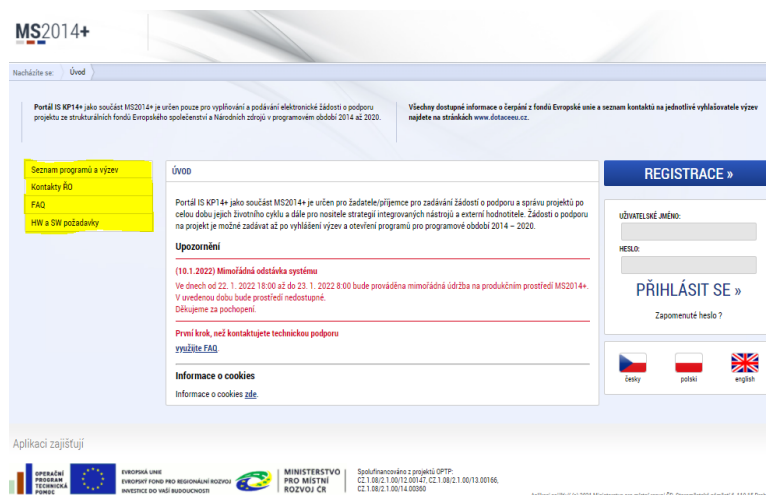 MS2014+
Nacházíte se: Úvod
Portál IS KP14+ jako součást MS2014+ je určen pouze pro vyplňování a podávání elektronické žádosti o podporu
projektu ze strukturálních fondů Evropského společenství a Národních zdrojů v programovém období 2014 až 2020.
Všechny dostupné informace o čerpání z fondů Evropské unie a seznam kontaktů na jednotlivé vyhlašovatele výzev
najdete na stránkách www.dotaceeu.cz.
Seznam programů a výzev
Kontakty ŘO
FAQ
HW a SW požadavky
ÚVOD
Portál IS KP14+ jako součást MS2014+ je určen pro žadatele/příjemce pro zadávání žádostí o podporu a správu projektů po
celou dobu jejich životního cyklu a dále pro nositele strategií integrovaných nástrojů a externí hodnotitele. Žádosti o podporu
na projekt je možné zadávat až po vyhlášení výzev a otevření programů pro programové období 2014 – 2020.
Upozornění
(10.1.2022) Mimořádná odstávka systému
Ve dnech od 22. 1. 2022 18:00 až do 23. 1. 2022 8:00 bude prováděna mimořádná údržba na produkčním prostředí MS2014+.
V uvedenou dobu bude prostředí nedostupné.
Děkujeme za pochopení.
První krok, než kontaktujete technickou podporu
využijte FAQ.
Informace o cookies
Informace o cookies zde.
REGISTRACE »
UŽIVATELSKÉ JMÉNO:
HESLO:
PŘIHLÁSIT SE »
Zapomenuté heslo ?
česky polski english
Aplikaci zajišťují
OPERAČNÍ
PROGRAM
TECHNICKÁ
POMOC
EVROPSKÁ UNIE
EVROPSKÝ FOND PRO REGIONÁLNÍ ROZVOJ
INVESTICE DO VAŠÍ BUDOUCNOSTI
MINISTERSTVO
PRO MÍSTNÍ
ROZVOJ ČR
Spolufinancováno z projektů OPTP:
CZ.1.08/2.1.00/12.00147, CZ.1.08/2.1.00/13.00166,
CZ.1.08/2.1.00/14.00360